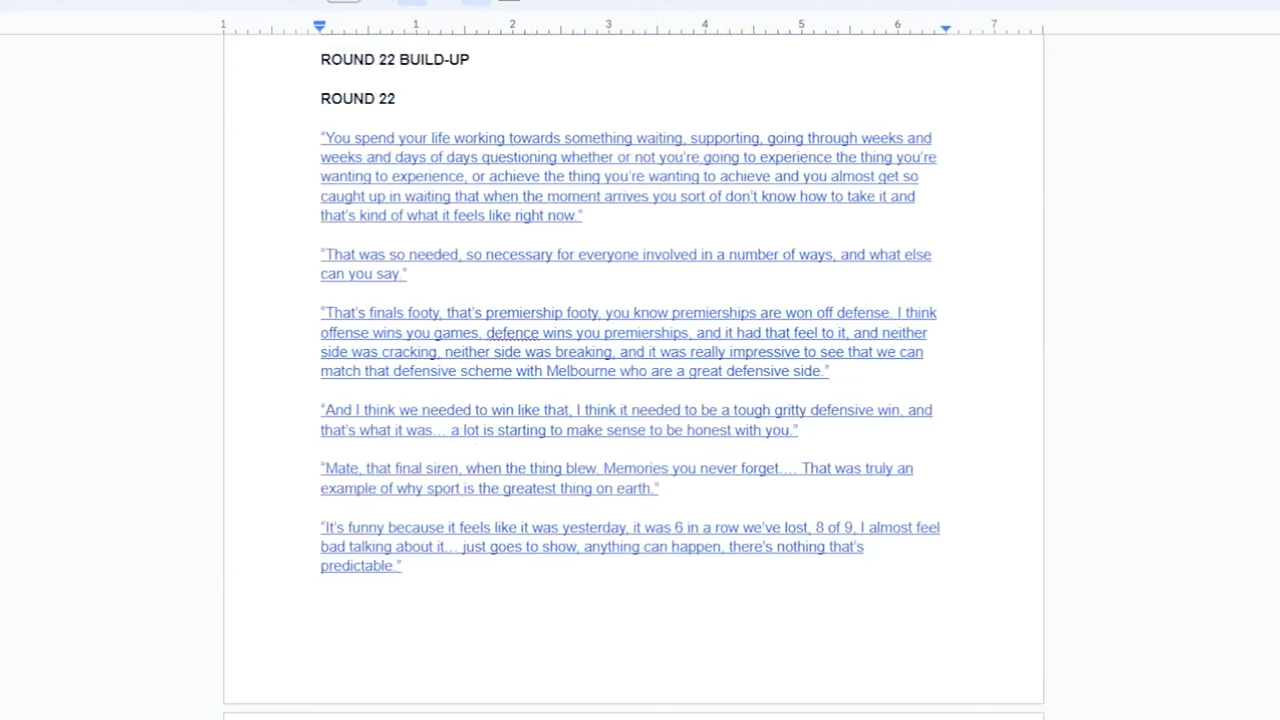 1 1 2 3 4 5 6 7
ROUND 22 BUILD-UP
ROUND 22
“You spend your life working towards something waiting, supporting, going through weeks and
weeks and days of days questioning whether or not you’re going to experience the thing you’re
wanting to experience, or achieve the thing you’re wanting to achieve and you almost get so
caught up in waiting that when the moment arrives you sort of don’t know how to take it and
that’s kind of what it feels like right now.”
“That was so needed, so necessary for everyone involved in a number of ways, and what else
can you say.”
“That’s finals footy, that’s premiership footy, you know premierships are won off defense. I think
offense wins you games, defence wins you premierships, and it had that feel to it, and neither
side was cracking, neither side was breaking, and it was really impressive to see that we can
match that defensive scheme with Melbourne who are a great defensive side.”
“And I think we needed to win like that, I think it needed to be a tough gritty defensive win, and
that’s what it was… a lot is starting to make sense to be honest with you.”
“Mate, that final siren, when the thing blew. Memories you never forget…. That was truly an
example of why sport is the greatest thing on earth.”
“It’s funny because it feels like it was yesterday, it was 6 in a row we’ve lost, 8 of 9, I almost feel
bad talking about it… just goes to show, anything can happen, there’s nothing that’s
predictable.”